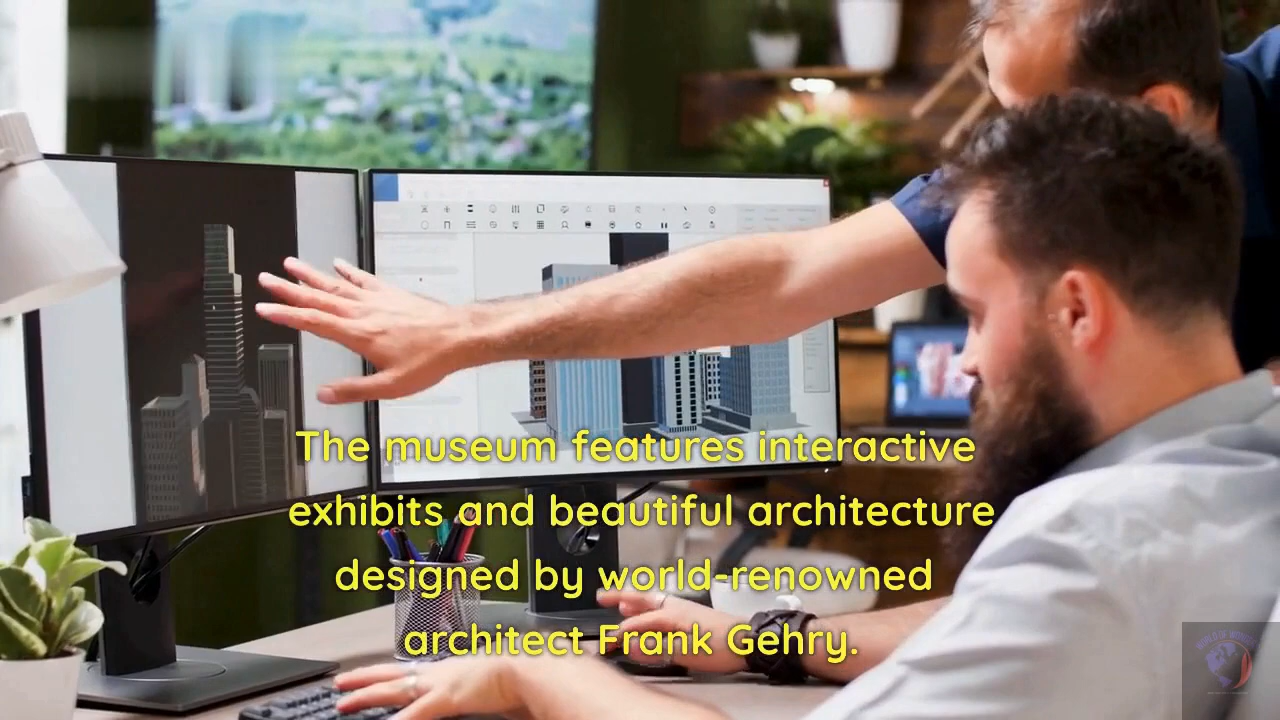 The museum features interactive
exhibits and beautiful architecture
designed by world-renowned
architect Frank Gehry.